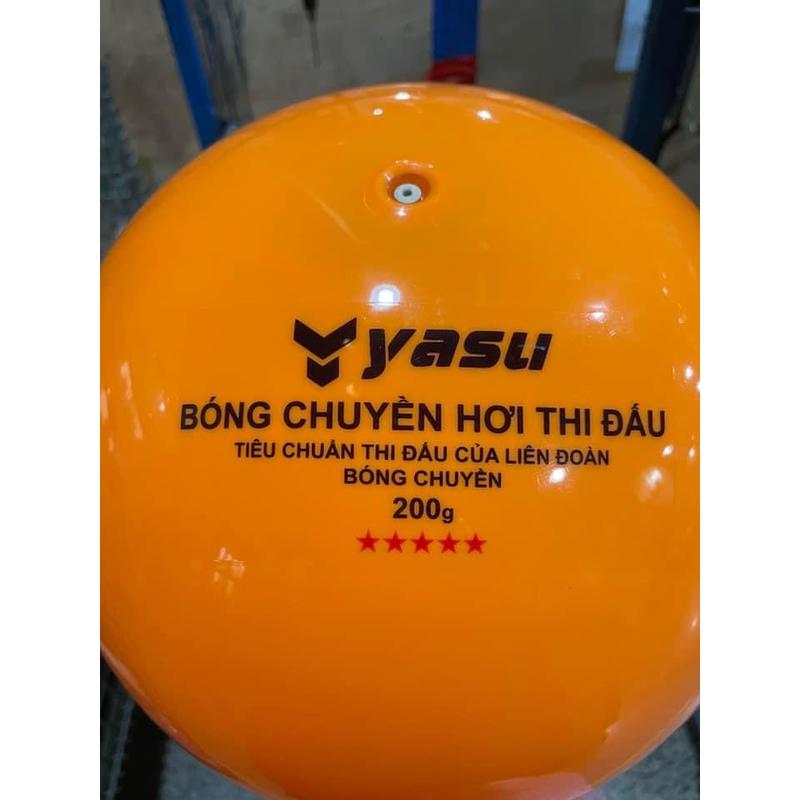 yasu
BÓNG CHUYỀN HƠI THI ĐẤU
TIÊU CHUẨN THI ĐẤU CỦA LIÊN ĐOÀN
BÓNG CHUYỀN
200g